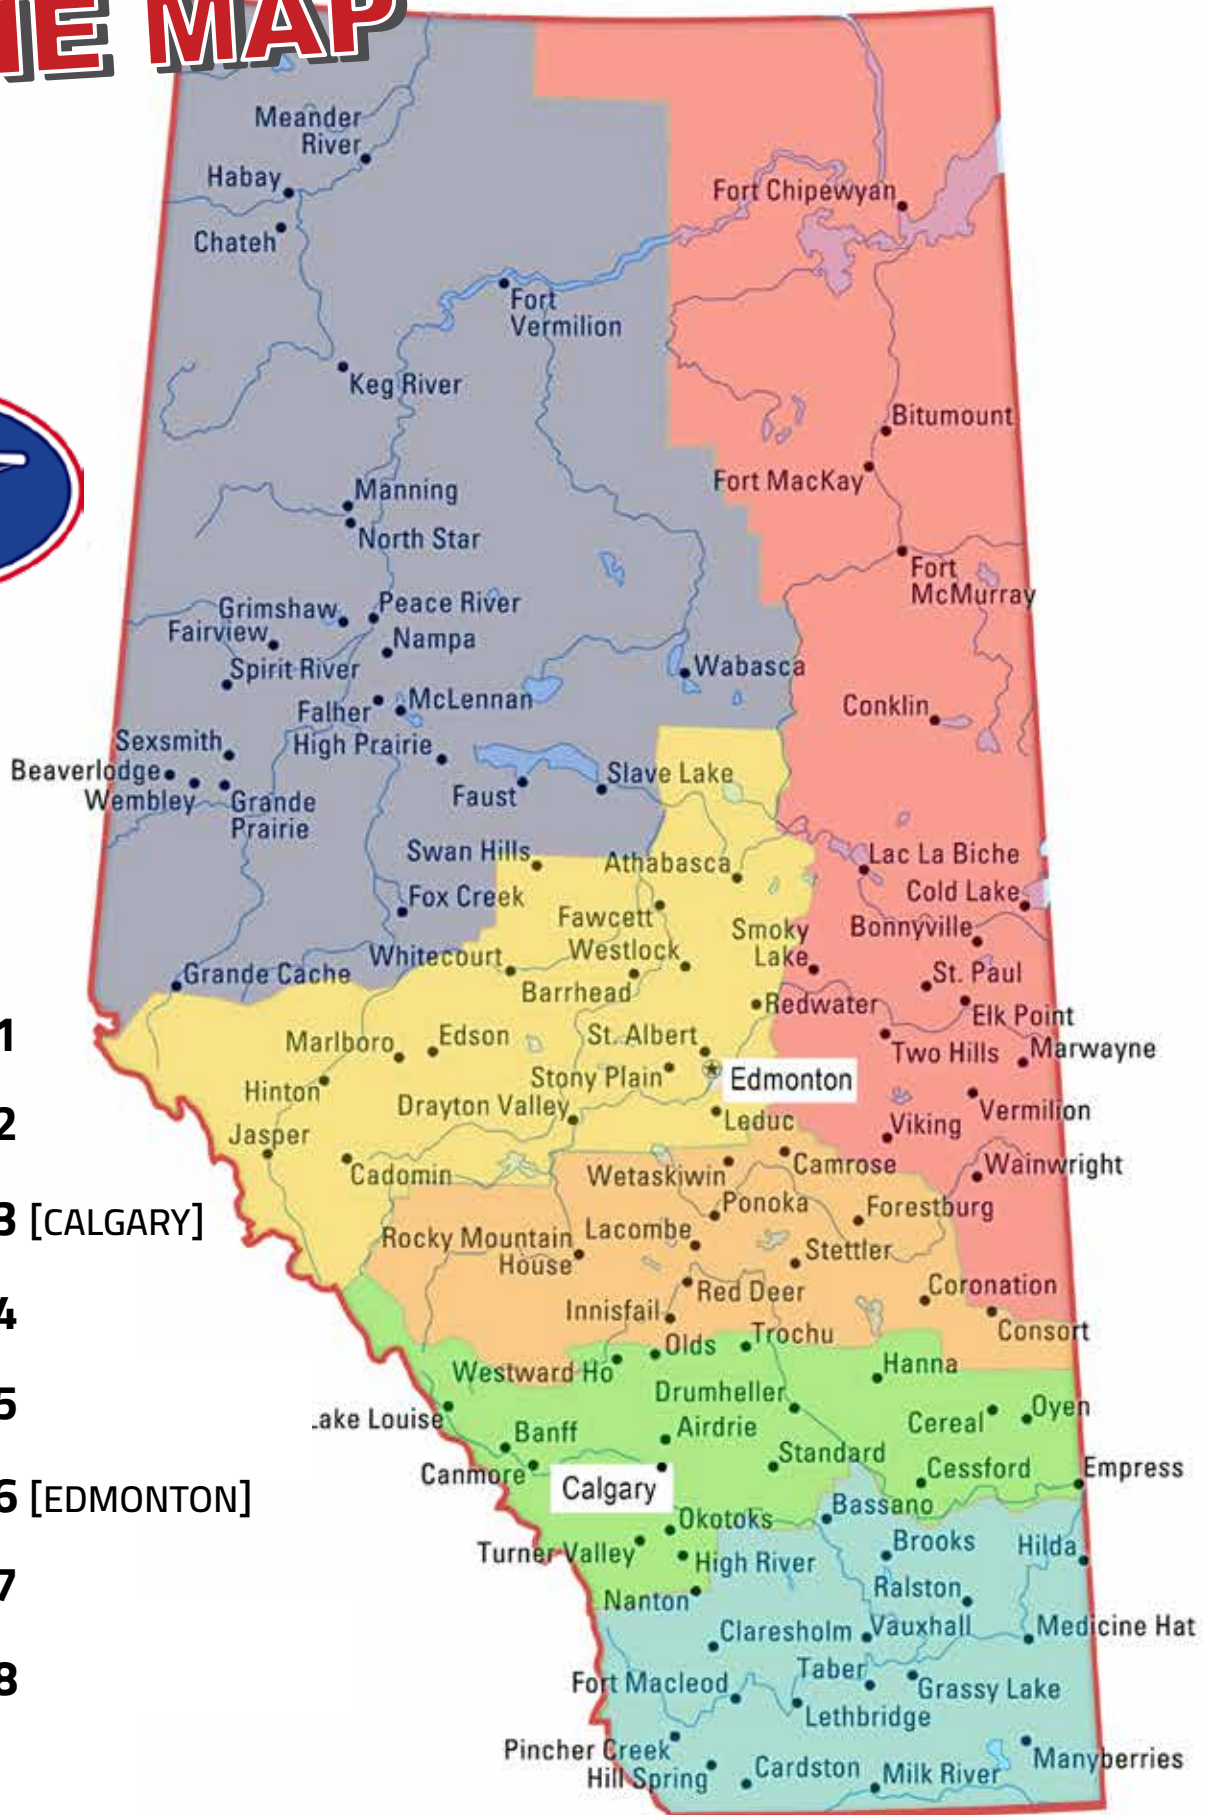 MAP
Meander
River
Habay
Chateh
Fort Chipewyan
Fort
Vermilion
Keg River
Bitumount
Fort MacKay
Manning
North Star
Fort
McMurray
Grimshaw
Peace River
Fairview
Nampa
Spirit River
Wabasca
Falher
McLennan
Conklin
Sexsmith
High Prairie
Beaverlodge
Wembley
Grande
Prairie
Faust
Slave Lake
Swan Hills
Athabasca
Lac La Biche
Cold Lake
Fox Creek
Fawcett
Smoky
Lake
Bonnyville
Whitecourt
Westlock
Grande Cache
Barrhead
St. Paul
Redwater
Elk Point
1
Marlboro
Edson
St. Albert
Two Hills
Marwayne
Hinton
Stony Plain
Edmonton
Drayton Valley
Leduc
Vermilion
2
Jasper
Viking
Cadomin
Wetaskiwin
Camrose
Wainwright
3 [CALGARY]
Ponoka
Forestburg
Rocky Mountain
House
Lacombe
Stettler
4
Red Deer
Coronation
Innisfail
Consort
Olds
Trochu
Westward Ho
Hanna
5
Lake Louise
Drumheller
Banff
Airdrie
Cereal
Oyen
Canmore
Standard
Cessford
Empress
6 [EDMONTON]
Calgary
Bassano
Okotoks
Turner Valley
High River
Brooks
Hilda
7
Nanton
Ralston
Claresholm
Vauxhall
Medicine Hat
8
Fort Macleod
Taber
Grassy Lake
Lethbridge
Pincher Creek
Hill Spring
Cardston
Milk River
Manyberries